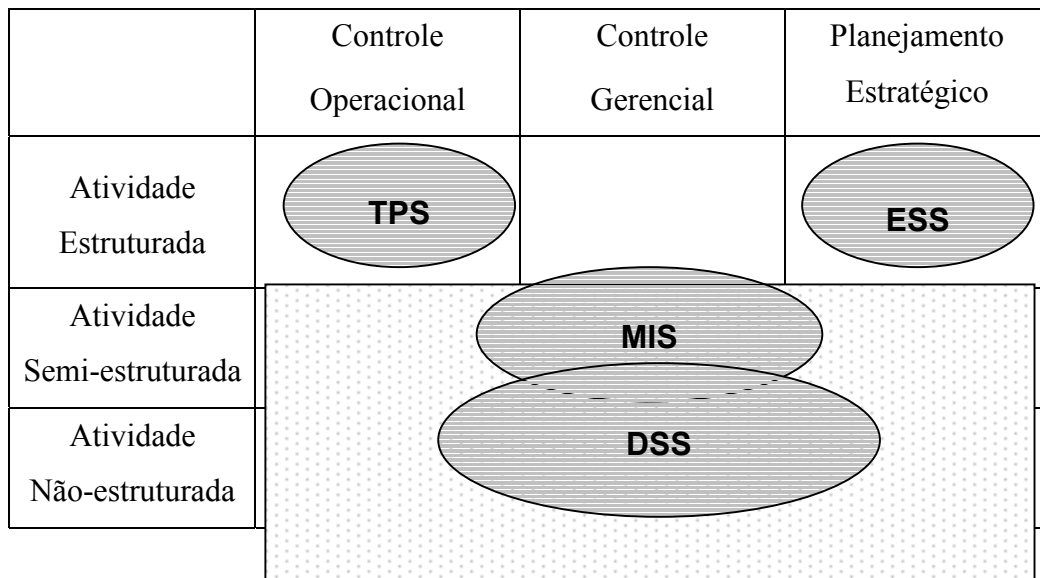 Controle
Operacional
Controle
Gerencial
Planejamento
Estratégico
Atividade
Estruturada
TPS
ESS
Atividade
Semi-estruturada
MIS
Atividade
Não-estruturada
DSS